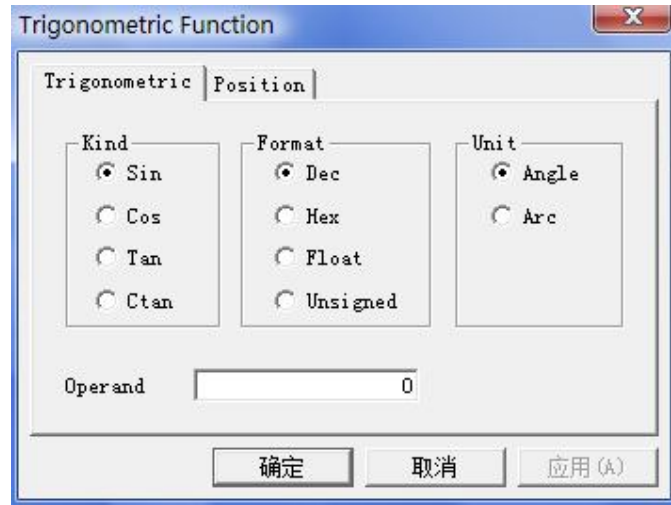 Trigonometric Function
Trigonometric Position
Kind Format Unit
Sin Dec Angle
Cos Hex Arc
Tan Float
Ctan Unsigned
Operand 0
确定 取消 应用(A)